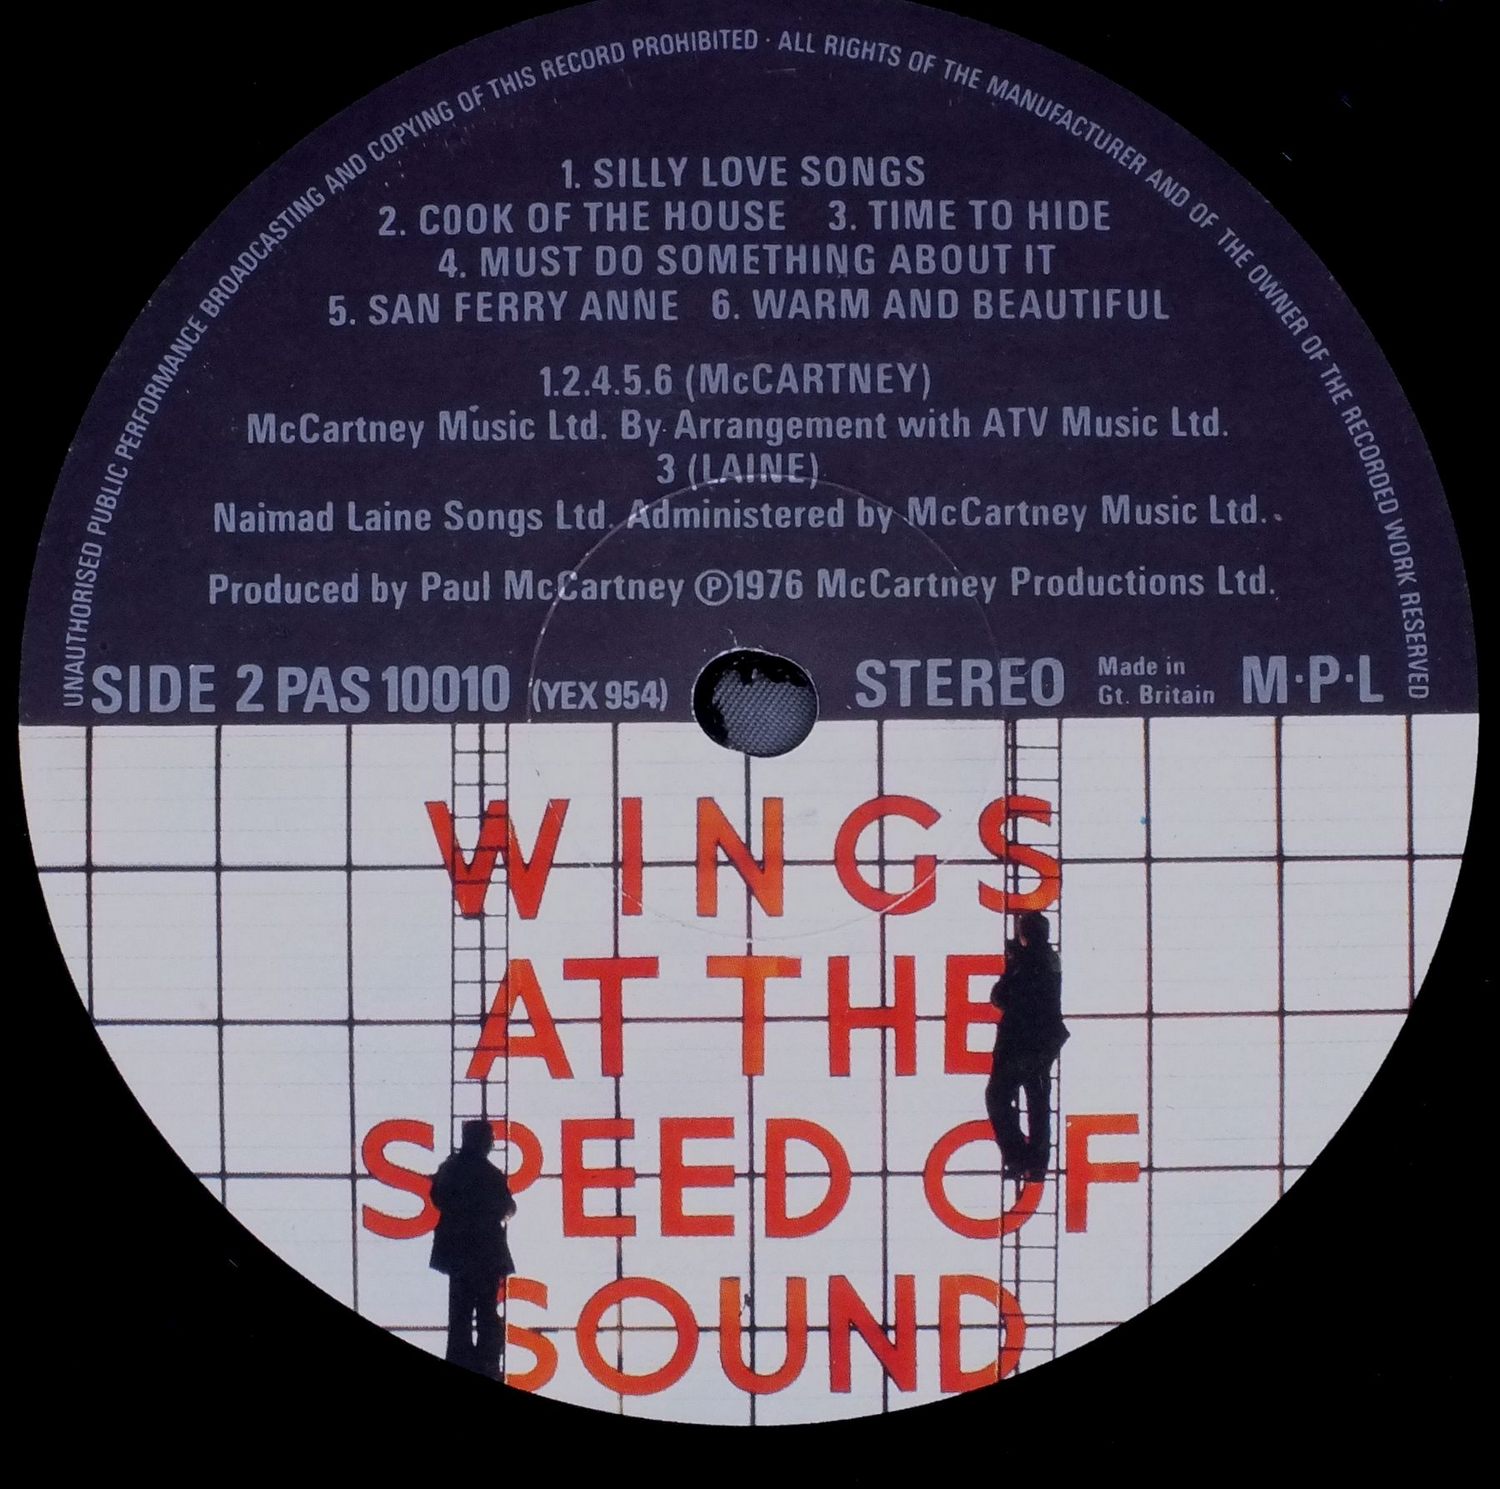 UNAUTHORISED PUBLIC PERFORMANCE BROADCASTING AND COPYING OF THIS RECORD PROHIBITED · ALL RIGHTS OF THE MANUFACTURER AND OF THE OWNER OF THE RECORDED WORK RESERVED
1. SILLY LOVE SONGS
2. COOK OF THE HOUSE 3. TIME TO HIDE
4. MUST DO SOMETHING ABOUT IT
5. SAN FERRY ANNE 6. WARM AND BEAUTIFUL
1.2.4.5.6 (McCARTNEY)
McCartney Music Ltd. By Arrangement with ATV Music Ltd.
3 (LAINE)
Naimad Laine Songs Ltd. Administered by McCartney Music Ltd.
Produced by Paul McCartney ℗1976 McCartney Productions Ltd.
SIDE 2 PAS 10010 (YEX 954) STEREO Made in Gt. Britain M·P·L
WINGS
AT THE
SPEED OF
SOUND